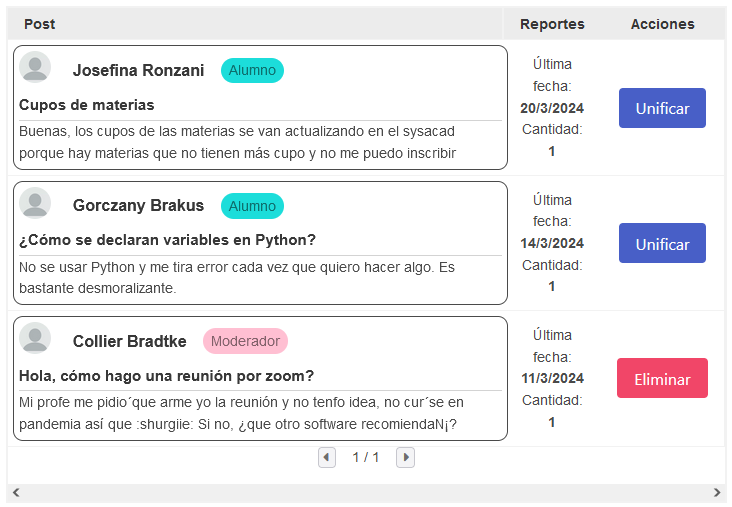 Post Reportes Acciones
Josefina Ronzani Alumno
Cupos de materias
Buenas, los cupos de las materias se van actualizando en el sysacad
porque hay materias que no tienen más cupo y no me puedo inscribir
Última
fecha:
20/3/2024
Cantidad:
1
Unificar
Gorczany Brakus Alumno
¿Cómo se declaran variables en Python?
No se usar Python y me tira error cada vez que quiero hacer algo. Es
bastante desmoralizante.
Última
fecha:
14/3/2024
Cantidad:
1
Unificar
Collier Bradtke Moderador
Hola, cómo hago una reunión por zoom?
Mi profe me pidio´que arme yo la reunión y no tenfo idea, no cur´se en
pandemia así que :shurgiie: Si no, ¿que otro software recomiendaN¡?
Última
fecha:
11/3/2024
Cantidad:
1
Eliminar
1 / 1